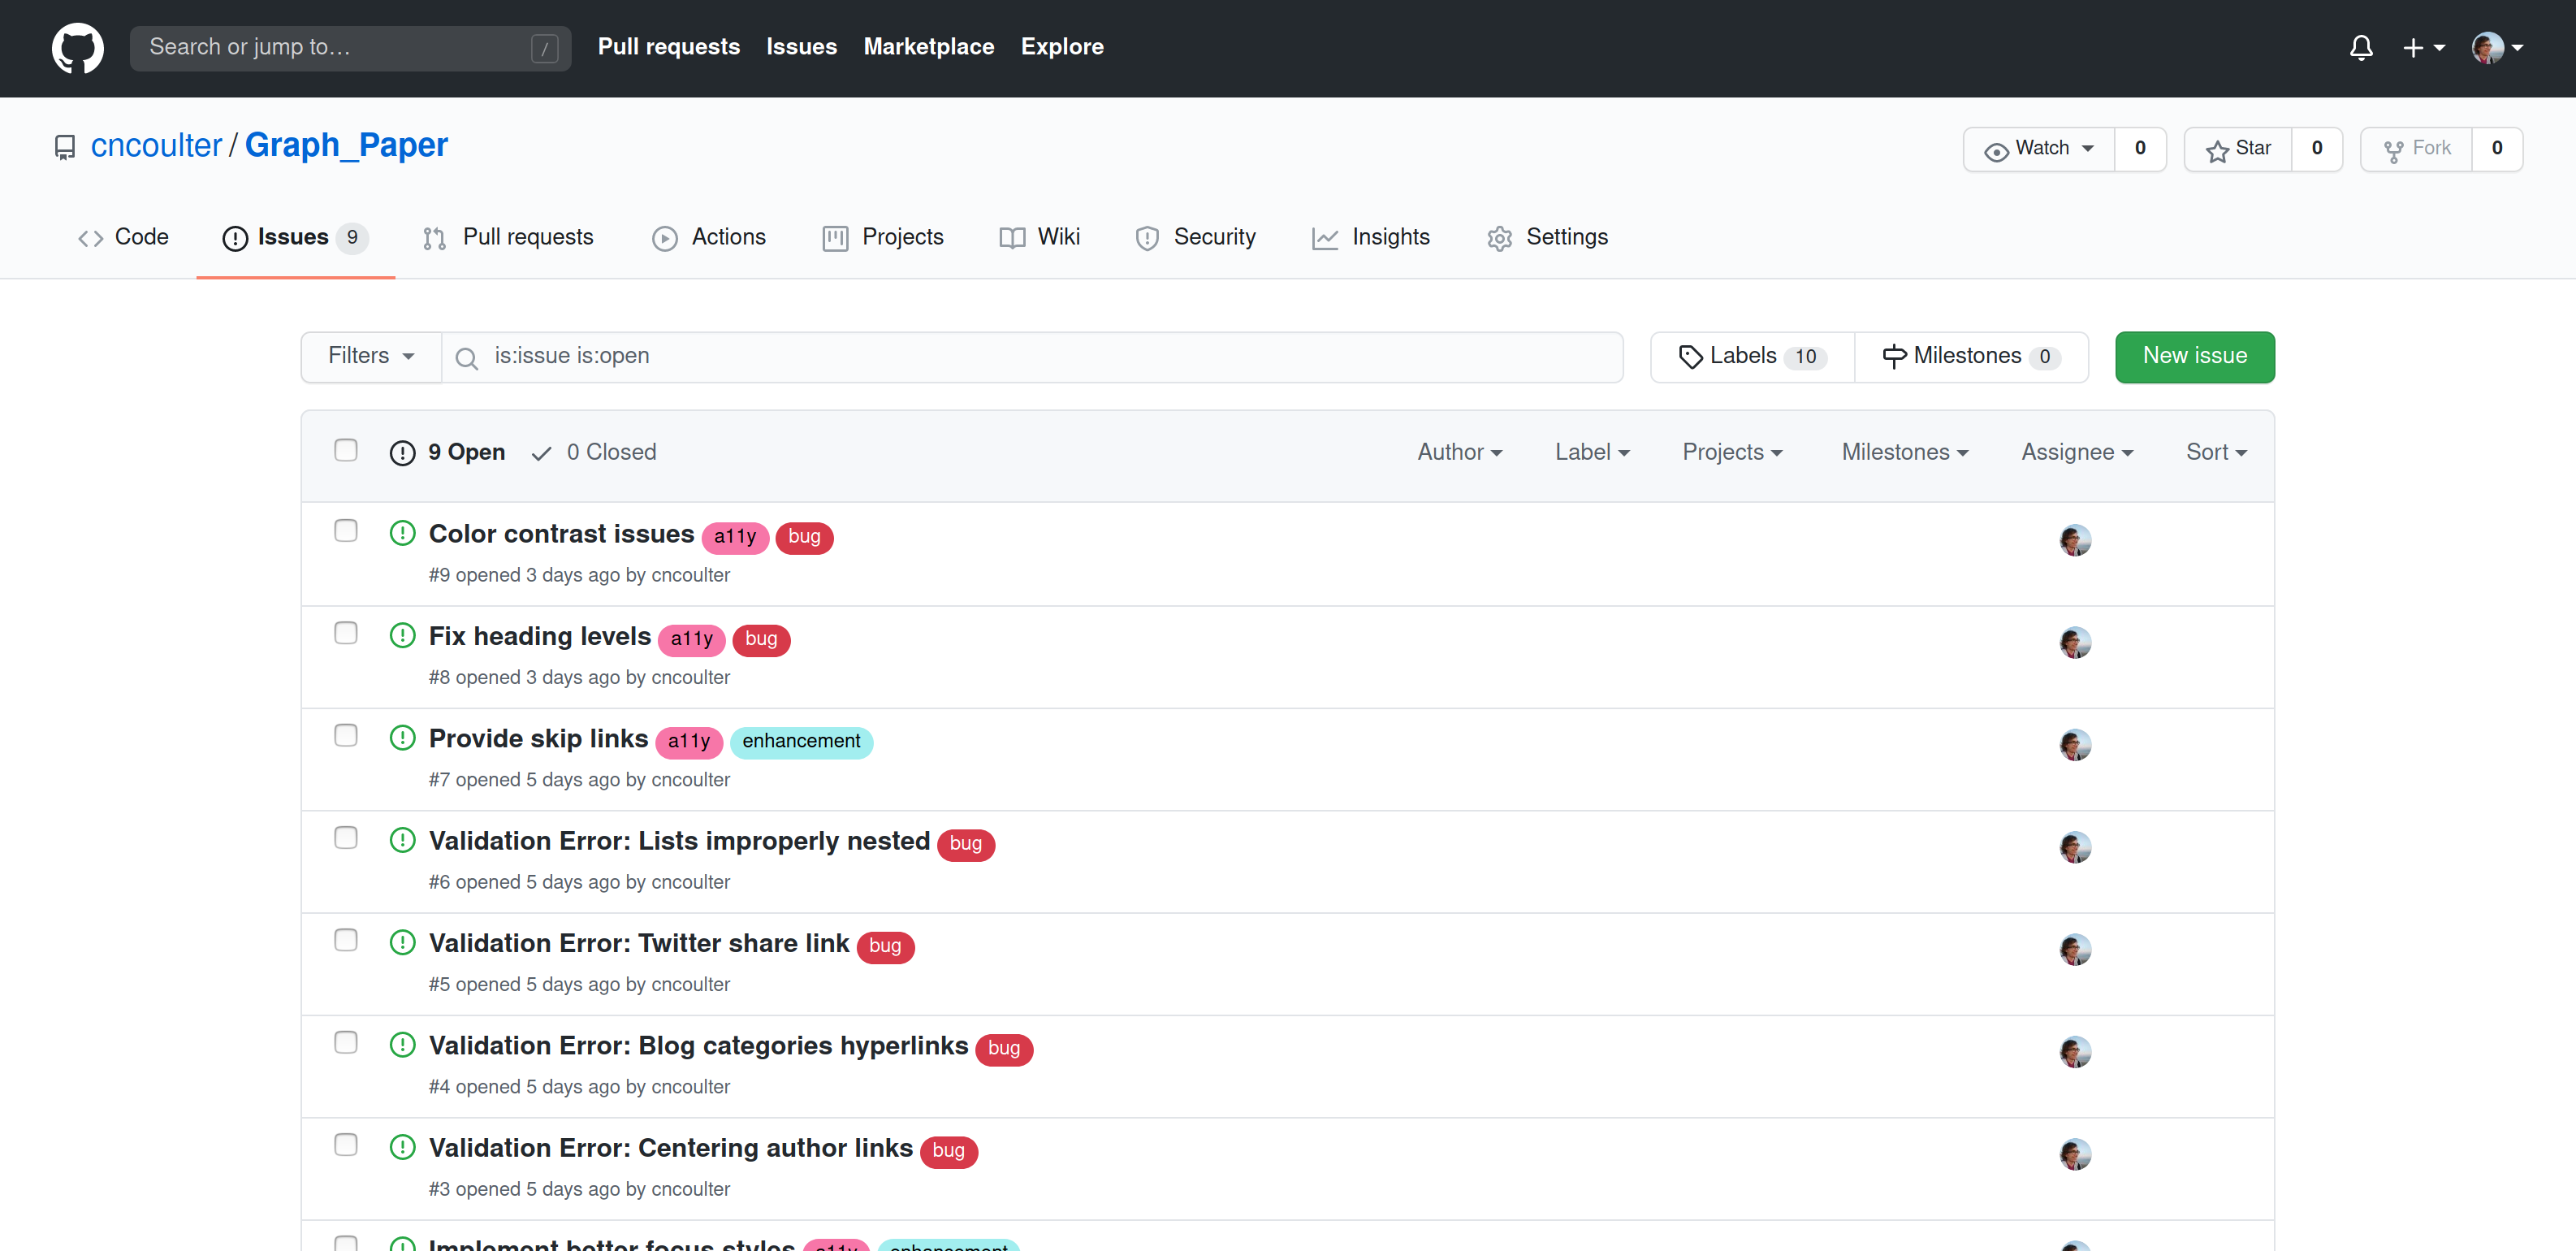 Search or jump to… /
Pull requests Issues Marketplace Explore
cncoulter / Graph_Paper
Watch 0 Star 0 Fork 0
Code Issues 9 Pull requests Actions Projects Wiki Security Insights Settings
Filters is:issue is:open Labels 10 Milestones 0 New issue
9 Open 0 Closed Author Label Projects Milestones Assignee Sort
Color contrast issues a11y bug
#9 opened 3 days ago by cncoulter
Fix heading levels a11y bug
#8 opened 3 days ago by cncoulter
Provide skip links a11y enhancement
#7 opened 5 days ago by cncoulter
Validation Error: Lists improperly nested bug
#6 opened 5 days ago by cncoulter
Validation Error: Twitter share link bug
#5 opened 5 days ago by cncoulter
Validation Error: Blog categories hyperlinks bug
#4 opened 5 days ago by cncoulter
Validation Error: Centering author links bug
#3 opened 5 days ago by cncoulter
Implement better focus styles a11y enhancement